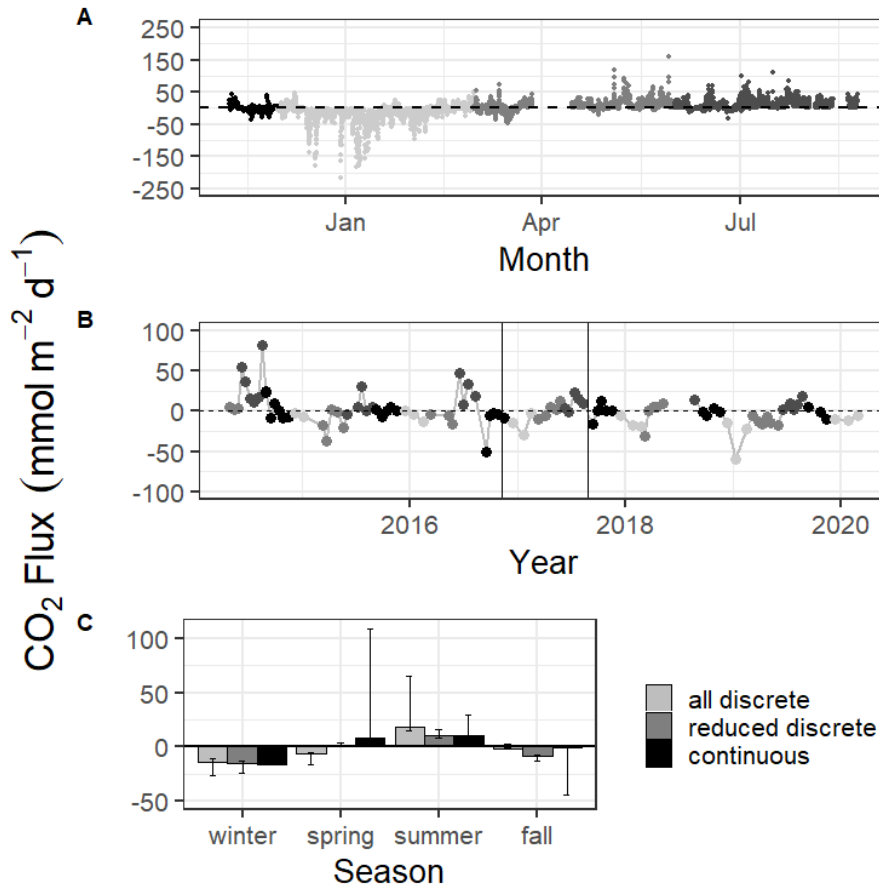 A
250
150
50
-50
-150
-250
Jan Apr Jul
Month
CO₂ Flux (mmol m⁻² d⁻¹)
B
100
50
0
-50
-100
2016 2018 2020
Year
C
100
50
0
-50
winter spring summer fall
Season
all discrete
reduced discrete
continuous